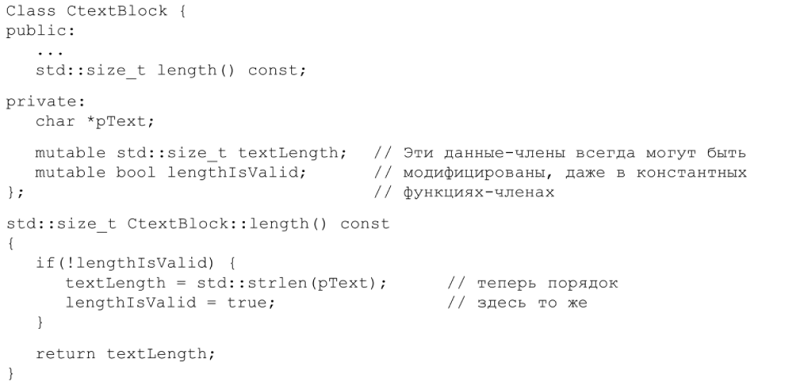 Class CtextBlock {
public:
...
std::size_t length() const;
private:
char *pText;
mutable std::size_t textLength; // Эти данные-члены всегда могут быть
mutable bool lengthIsValid; // модифицированы, даже в константных
}; // функциях-членах
std::size_t CtextBlock::length() const
{
if(!lengthIsValid) {
textLength = std::strlen(pText); // теперь порядок
lengthIsValid = true; // здесь то же
}
return textLength;
}